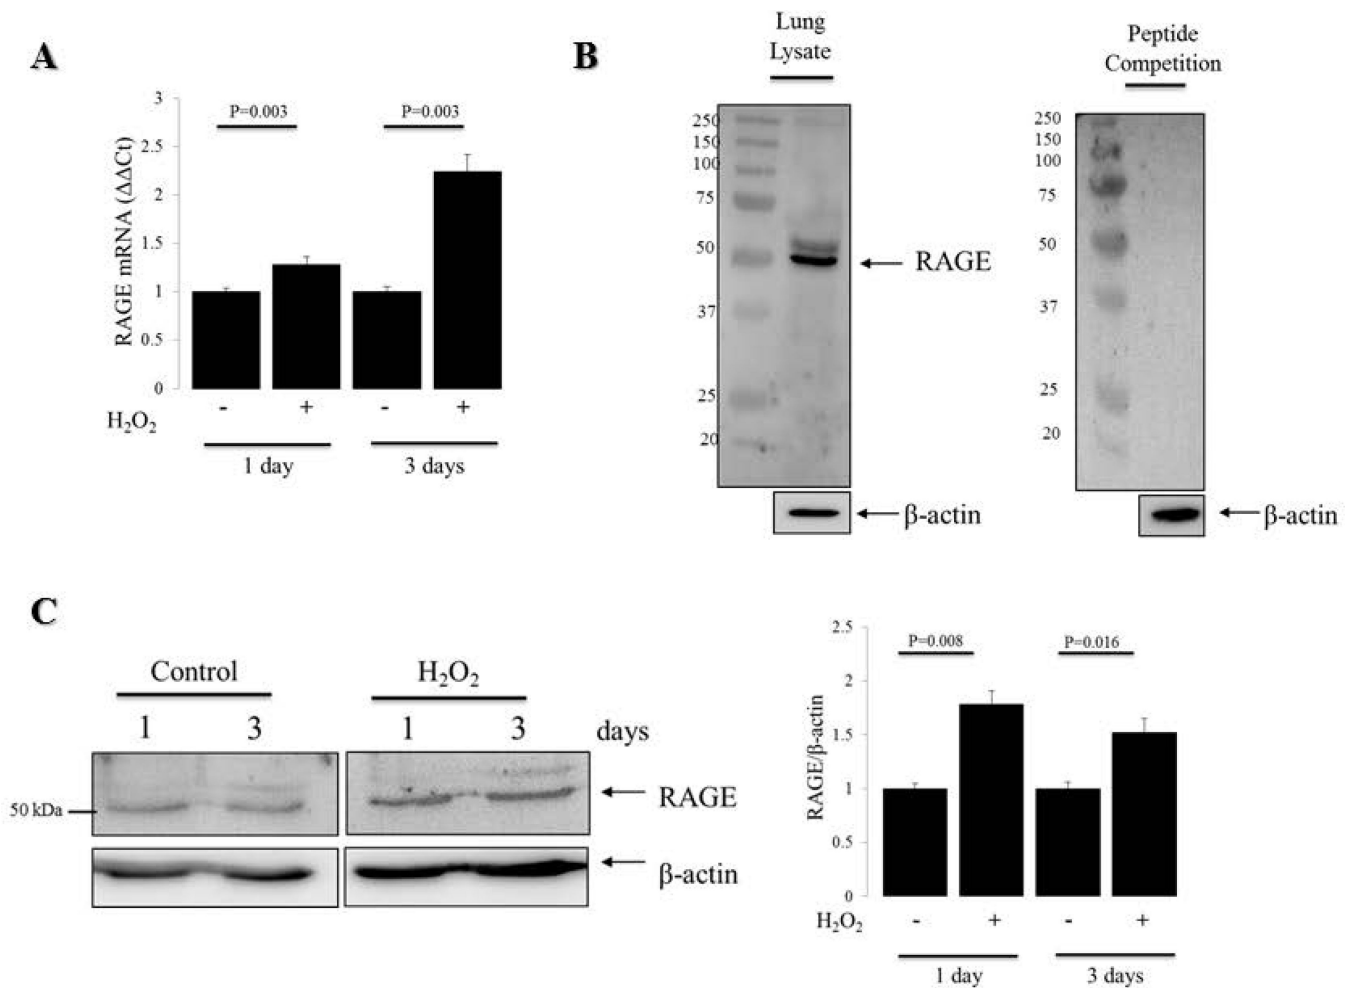 A
3
2.5
2
1.5
1
0.5
0
RAGE mRNA (ΔΔCt)
P=0.003
P=0.003
H₂O₂
-
+
-
+
1 day
3 days
B
Lung
Lysate
250
150
100
75
50
37
25
20
RAGE
β-actin
Peptide
Competition
250
150
100
75
50
37
25
20
β-actin
C
Control
H₂O₂
1
3
1
3
days
50 kDa
RAGE
β-actin
2.5
2
1.5
1
0.5
0
RAGE/β-actin
P=0.008
P=0.016
H₂O₂
-
+
-
+
1 day
3 days